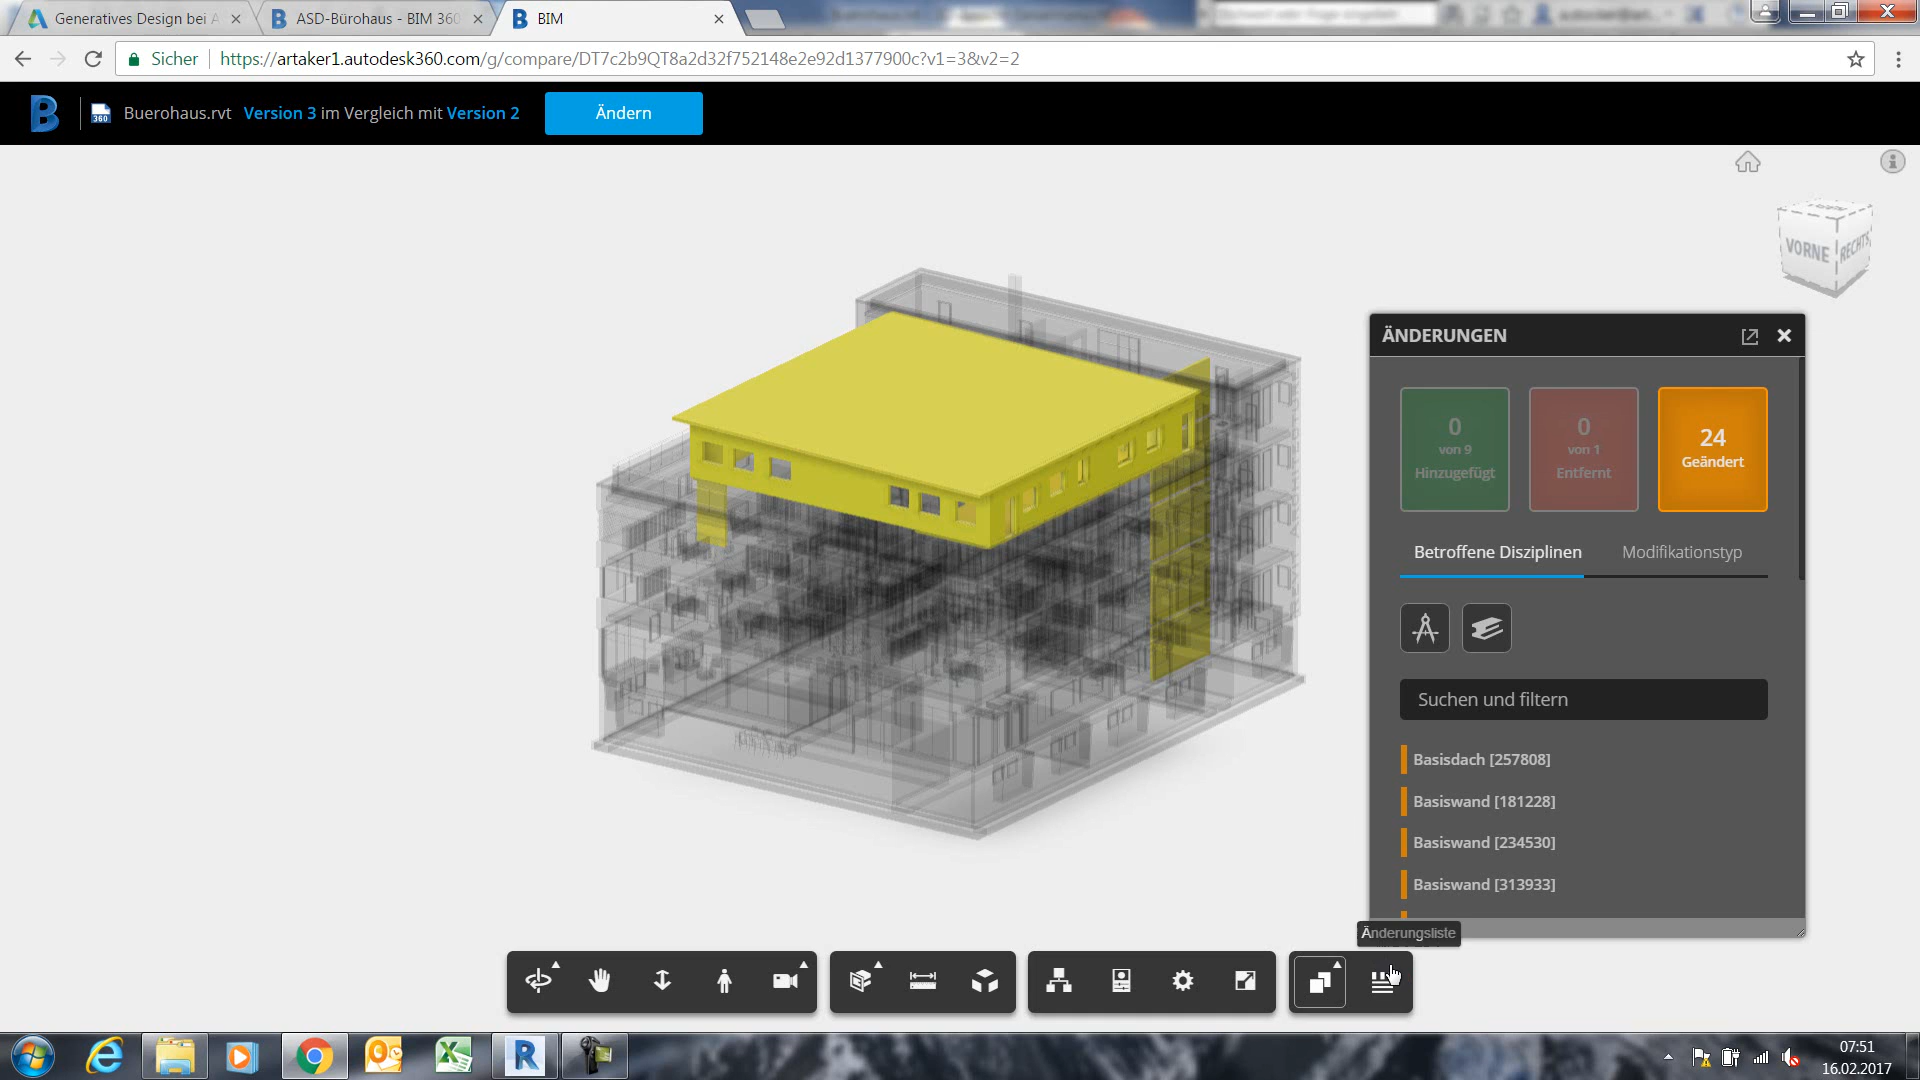 Generatives Design bei A
ASD-Bürohaus - BIM 360
BIM
Sicher
https://artaker1.autodesk360.com/g/compare/DT7c2b9QT8a2d32f752148e2e92d1377900c?v1=3&v2=2
360
Buerohaus.rvt Version 3 im Vergleich mit Version 2
Ändern
VORNE
RECHTS
ÄNDERUNGEN
0
von 9
Hinzugefügt
0
von 1
Entfernt
24
Geändert
Betroffene Disziplinen
Modifikationstyp
Suchen und filtern
Basisdach [257808]
Basiswand [181228]
Basiswand [234530]
Basiswand [313933]
Änderungsliste
07:51
16.02.2017